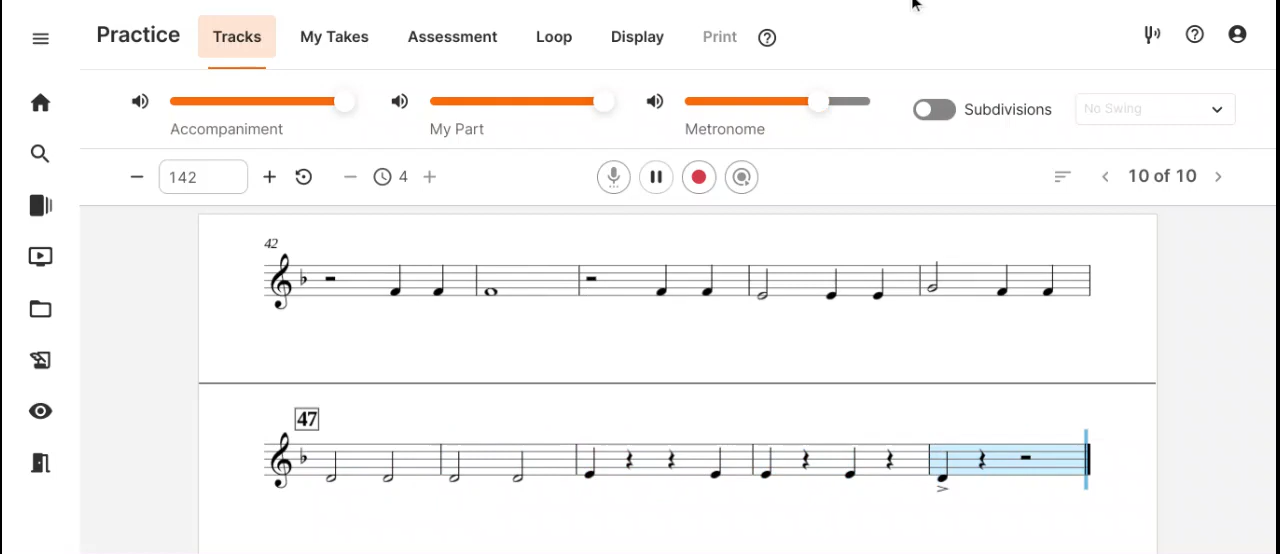 Practice Tracks My Takes Assessment Loop Display Print
Accompaniment My Part Metronome Subdivisions No Swing
142 4 10 of 10
42
47